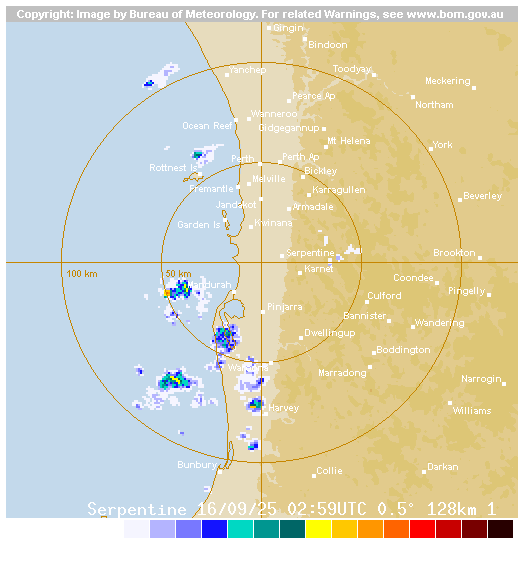 Copyright: Image by Bureau of Meteorology. For related Warnings, see www.bom.gov.au
Gingin
Bindoon
Yanchep
Toodyay
Meckering
Pearce Ap
Northam
Wanneroo
Ocean Reef
Gidgegannup
Mt Helena
York
Perth
Perth Ap
Rottnest Is
Bickley
Melville
Fremantle
Karragullen
Beverley
Jandakot
Armadale
Garden Is
Kwinana
Serpentine
Brookton
100 km
50 km
Karnet
Mandurah
Coondee
Pingelly
Culford
Pinjarra
Bannister
Wandering
Dwellingup
Boddington
Marradong
Narrogin
Harvey
Williams
Bunbury
Collie
Darkan
Serpentine 16/09/25 02:59UTC 0.5° 128km 1